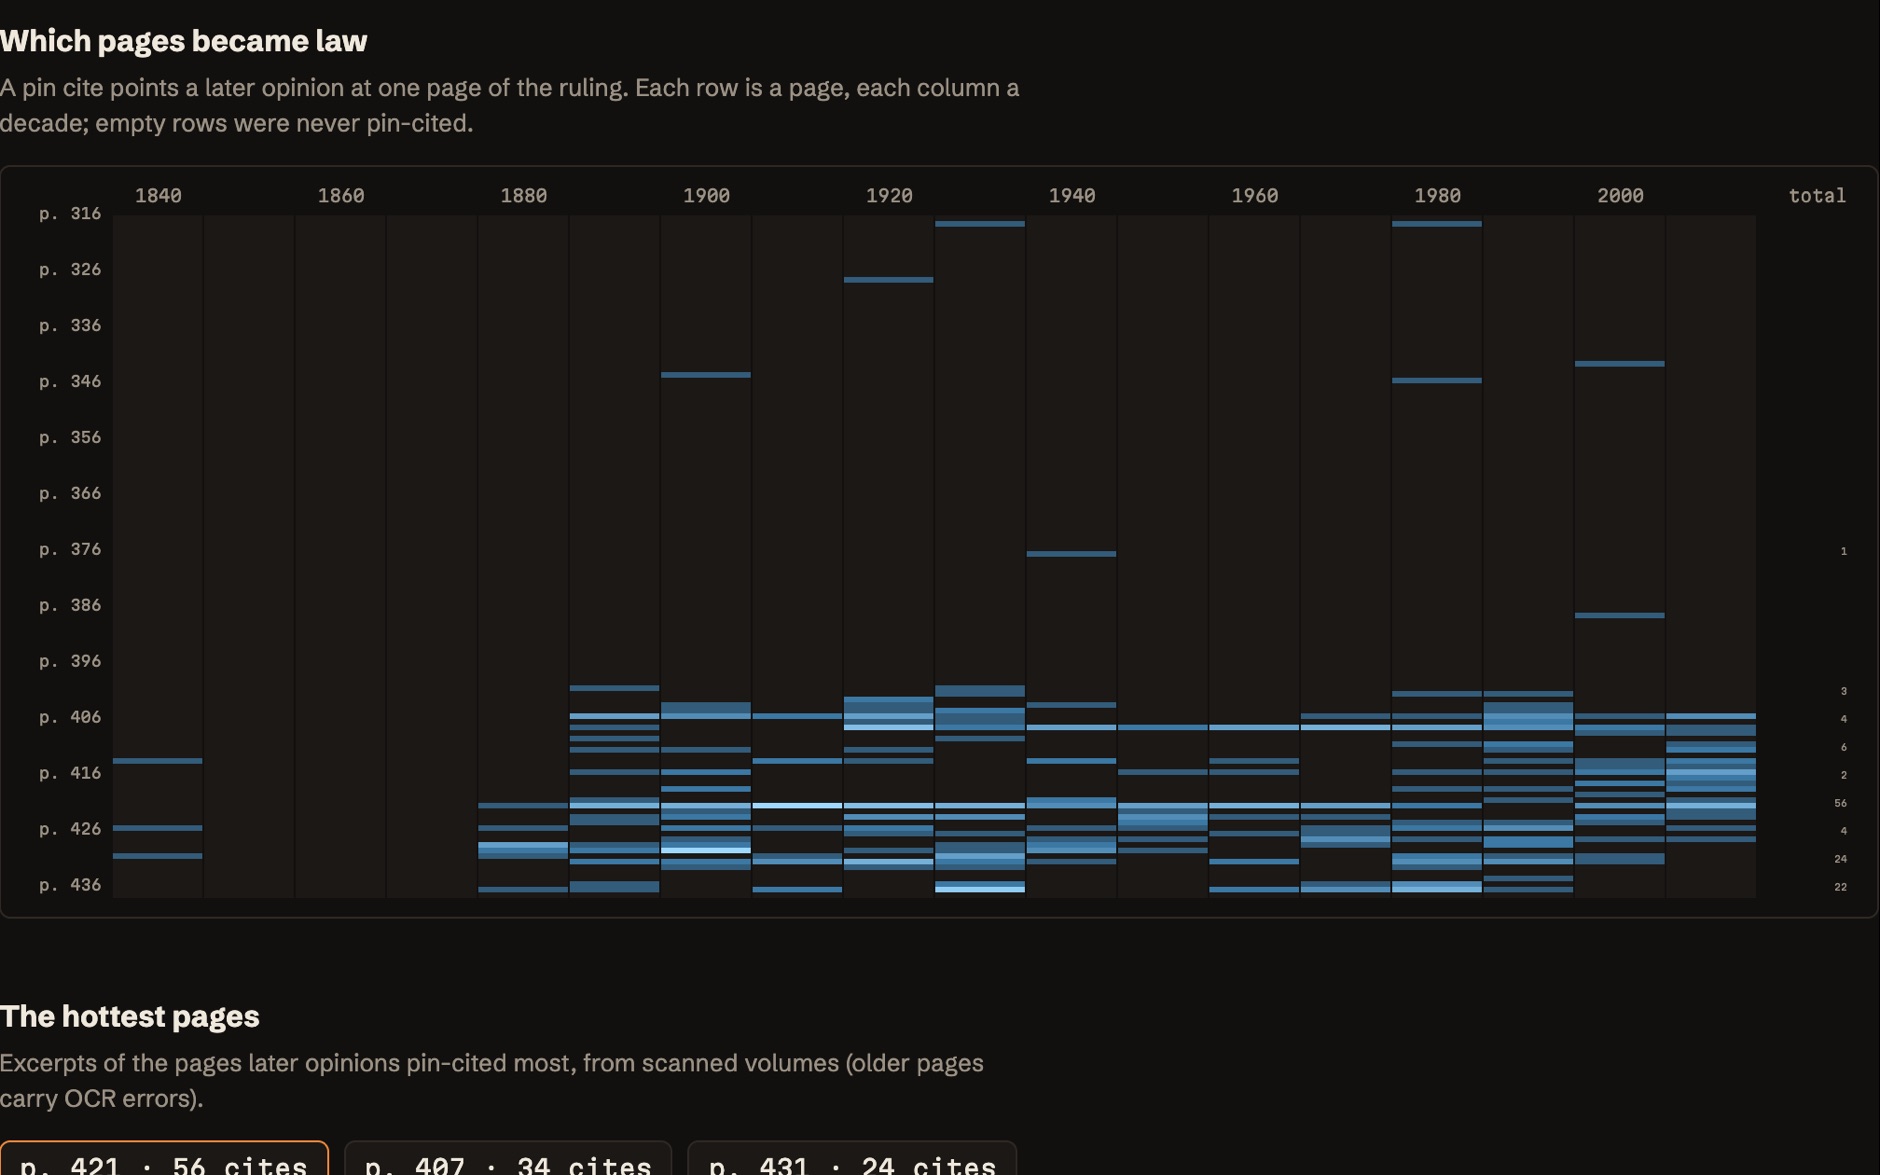 Which pages became law
A pin cite points a later opinion at one page of the ruling. Each row is a page, each column a
decade; empty rows were never pin-cited.
1840 1860 1880 1900 1920 1940 1960 1980 2000 total
p. 316
p. 326
p. 336
p. 346
p. 356
p. 366
p. 376 1
p. 386
p. 396
3
p. 406 4
6
p. 416 2
56
p. 426 4
24
p. 436 22
The hottest pages
Excerpts of the pages later opinions pin-cited most, from scanned volumes (older pages
carry OCR errors).
p. 421 · 56 cites p. 407 · 34 cites p. 431 · 24 cites